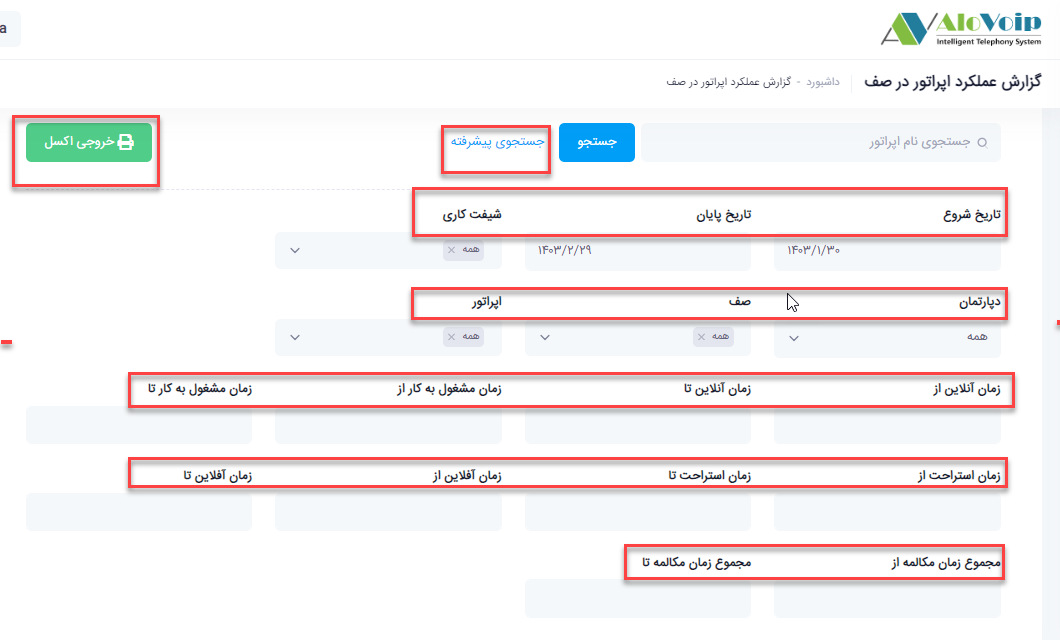 a
AloVoip
Intelligent Telephony System
گزارش عملکرد اپراتور در صف
داشبورد - گزارش عملکرد اپراتور در صف
جستجوی نام اپراتور
جستجو
جستجوی پیشرفته
خروجی اکسل
تاریخ شروع تاریخ پایان شیفت کاری
۱۴۰۳/۱/۳۰ ۱۴۰۳/۲/۲۹ همه ×
دپارتمان صف اپراتور
همه همه × همه ×
زمان آنلاین از زمان آنلاین تا زمان مشغول به کار از زمان مشغول به کار تا
زمان استراحت از زمان استراحت تا زمان آفلاین از زمان آفلاین تا
مجموع زمان مکالمه از مجموع زمان مکالمه تا